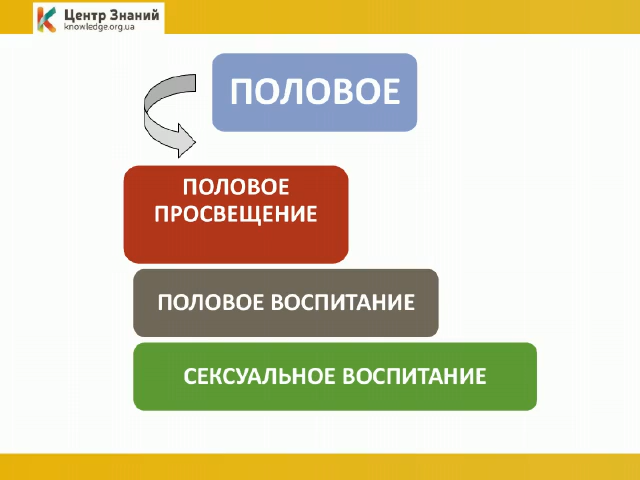 Центр Знаний
knowledge.org.ua
ПОЛОВОЕ
ПОЛОВОЕ
ПРОСВЕЩЕНИЕ
ПОЛОВОЕ ВОСПИТАНИЕ
СЕКСУАЛЬНОЕ ВОСПИТАНИЕ